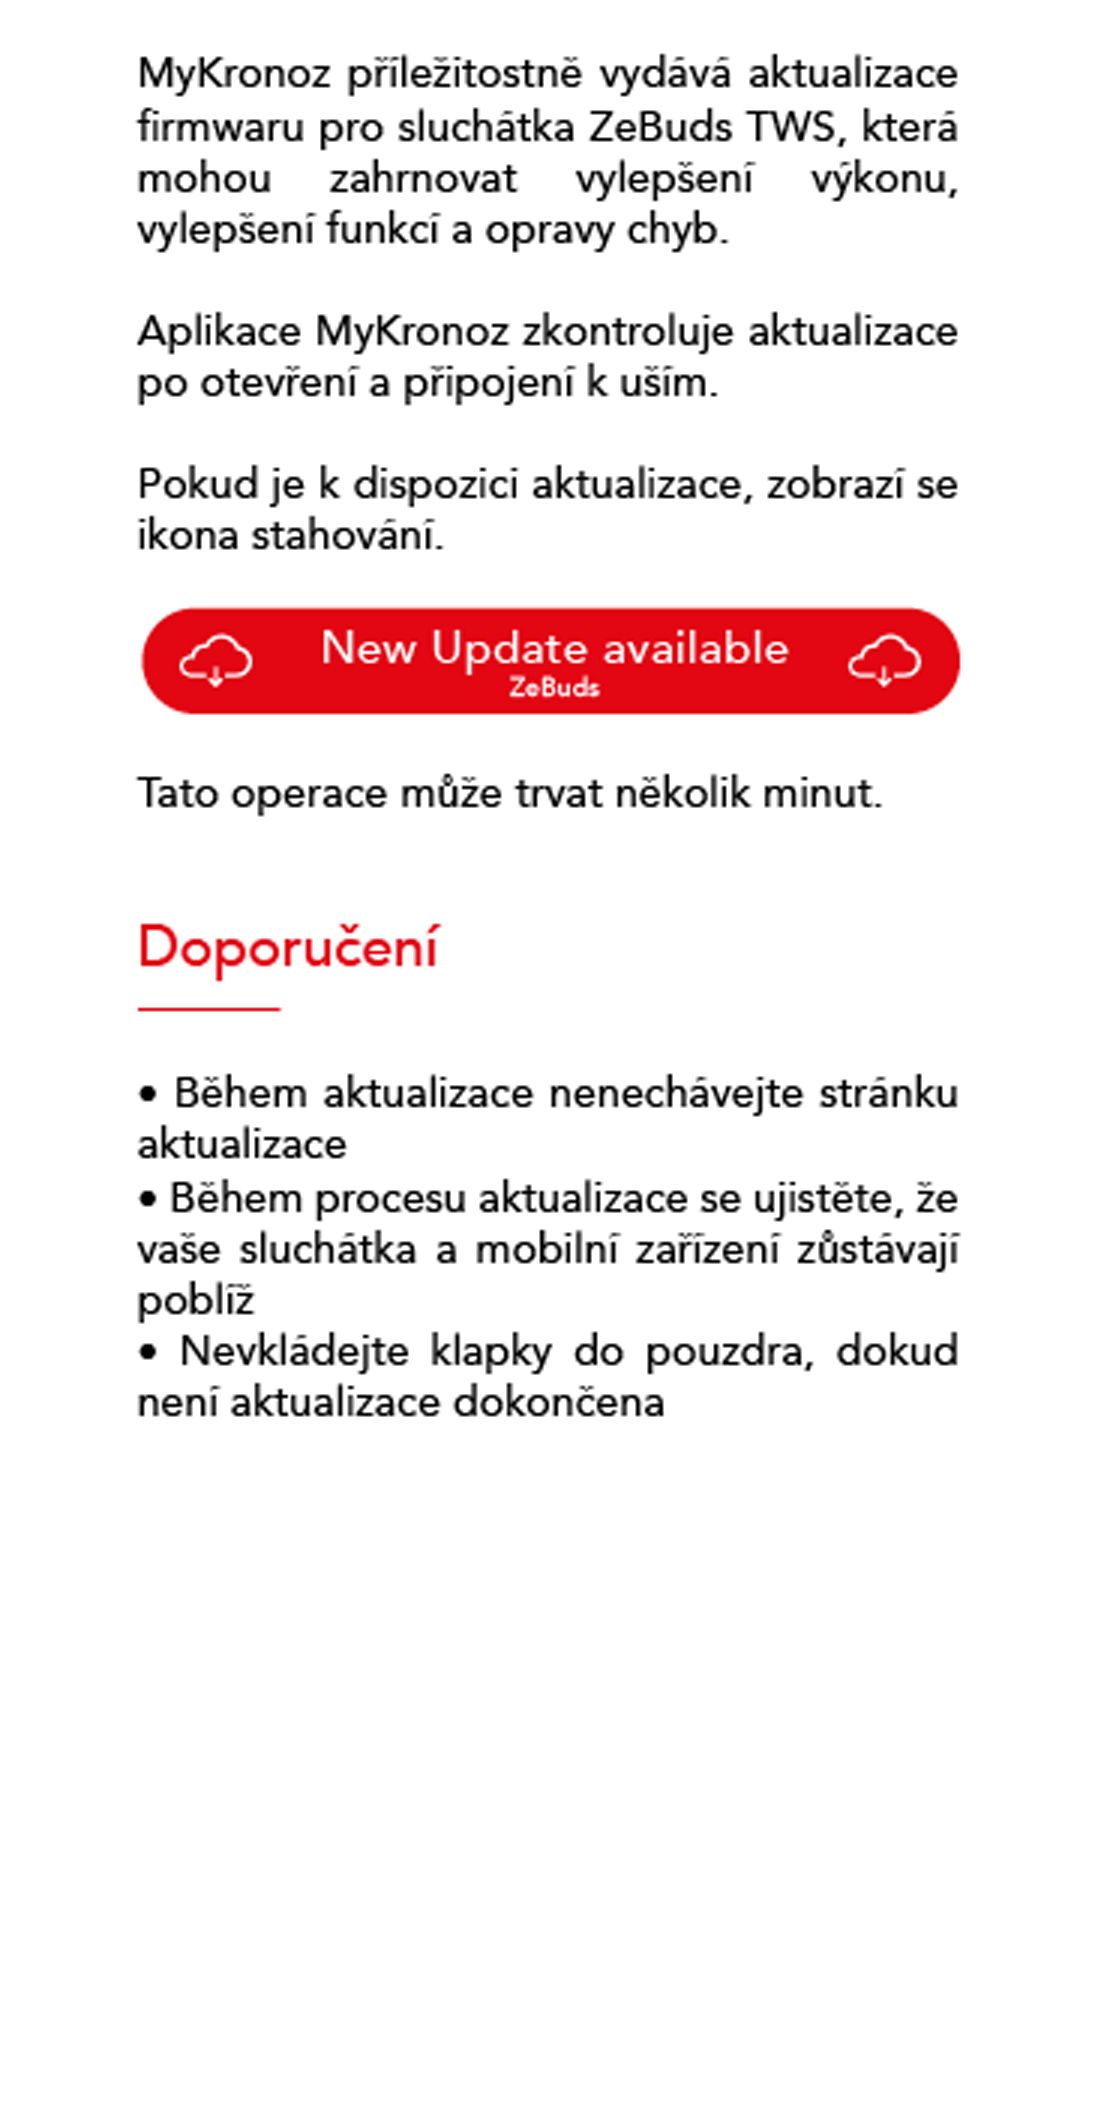 MyKronoz příležitostně vydává aktualizace
firmwaru pro sluchátka ZeBuds TWS, která
mohou zahrnovat vylepšení výkonu,
vylepšení funkcí a opravy chyb.
Aplikace MyKronoz zkontroluje aktualizace
po otevření a připojení k uším.
Pokud je k dispozici aktualizace, zobrazí se
ikona stahování.
New Update available
ZeBuds
Tato operace může trvat několik minut.
Doporučení
• Během aktualizace nenechávejte stránku
aktualizace
• Během procesu aktualizace se ujistěte, že
vaše sluchátka a mobilní zařízení zůstávají
poblíž
• Nevkládejte klapky do pouzdra, dokud
není aktualizace dokončena